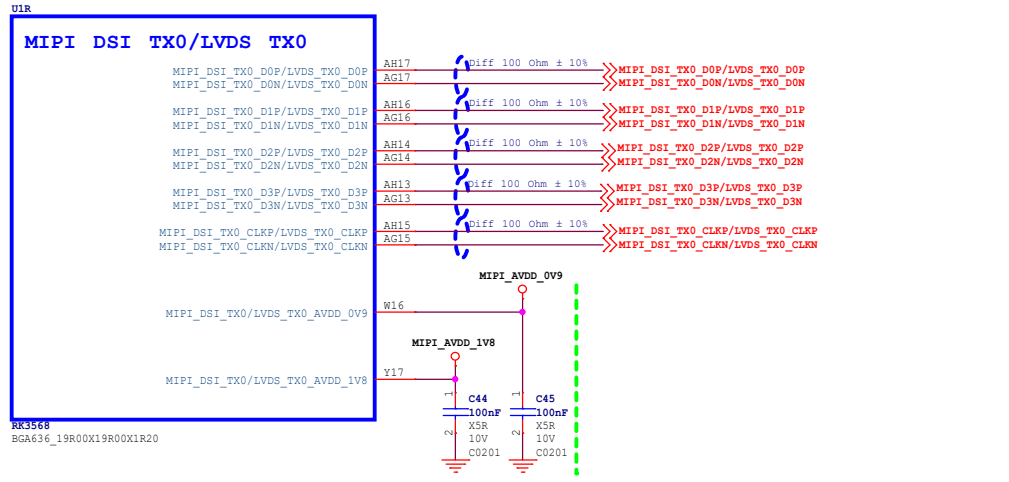 U1R
MIPI DSI TX0/LVDS TX0
MIPI_DSI_TX0_D0P/LVDS_TX0_D0P AH17 Diff 100 Ohm ± 10% MIPI_DSI_TX0_D0P/LVDS_TX0_D0P
MIPI_DSI_TX0_D0N/LVDS_TX0_D0N AG17 MIPI_DSI_TX0_D0N/LVDS_TX0_D0N
MIPI_DSI_TX0_D1P/LVDS_TX0_D1P AH16 Diff 100 Ohm ± 10% MIPI_DSI_TX0_D1P/LVDS_TX0_D1P
MIPI_DSI_TX0_D1N/LVDS_TX0_D1N AG16 MIPI_DSI_TX0_D1N/LVDS_TX0_D1N
MIPI_DSI_TX0_D2P/LVDS_TX0_D2P AH14 Diff 100 Ohm ± 10% MIPI_DSI_TX0_D2P/LVDS_TX0_D2P
MIPI_DSI_TX0_D2N/LVDS_TX0_D2N AG14 MIPI_DSI_TX0_D2N/LVDS_TX0_D2N
MIPI_DSI_TX0_D3P/LVDS_TX0_D3P AH13 Diff 100 Ohm ± 10% MIPI_DSI_TX0_D3P/LVDS_TX0_D3P
MIPI_DSI_TX0_D3N/LVDS_TX0_D3N AG13 MIPI_DSI_TX0_D3N/LVDS_TX0_D3N
MIPI_DSI_TX0_CLKP/LVDS_TX0_CLKP AH15 Diff 100 Ohm ± 10% MIPI_DSI_TX0_CLKP/LVDS_TX0_CLKP
MIPI_DSI_TX0_CLKN/LVDS_TX0_CLKN AG15 MIPI_DSI_TX0_CLKN/LVDS_TX0_CLKN
MIPI_AVDD_0V9
MIPI_DSI_TX0/LVDS_TX0_AVDD_0V9 W16
MIPI_AVDD_1V8
MIPI_DSI_TX0/LVDS_TX0_AVDD_1V8 Y17
1 C44 1 C45
100nF 100nF
X5R X5R
2 10V 2 10V
C0201 C0201
RK3568
BGA636_19R00X19R00X1R20